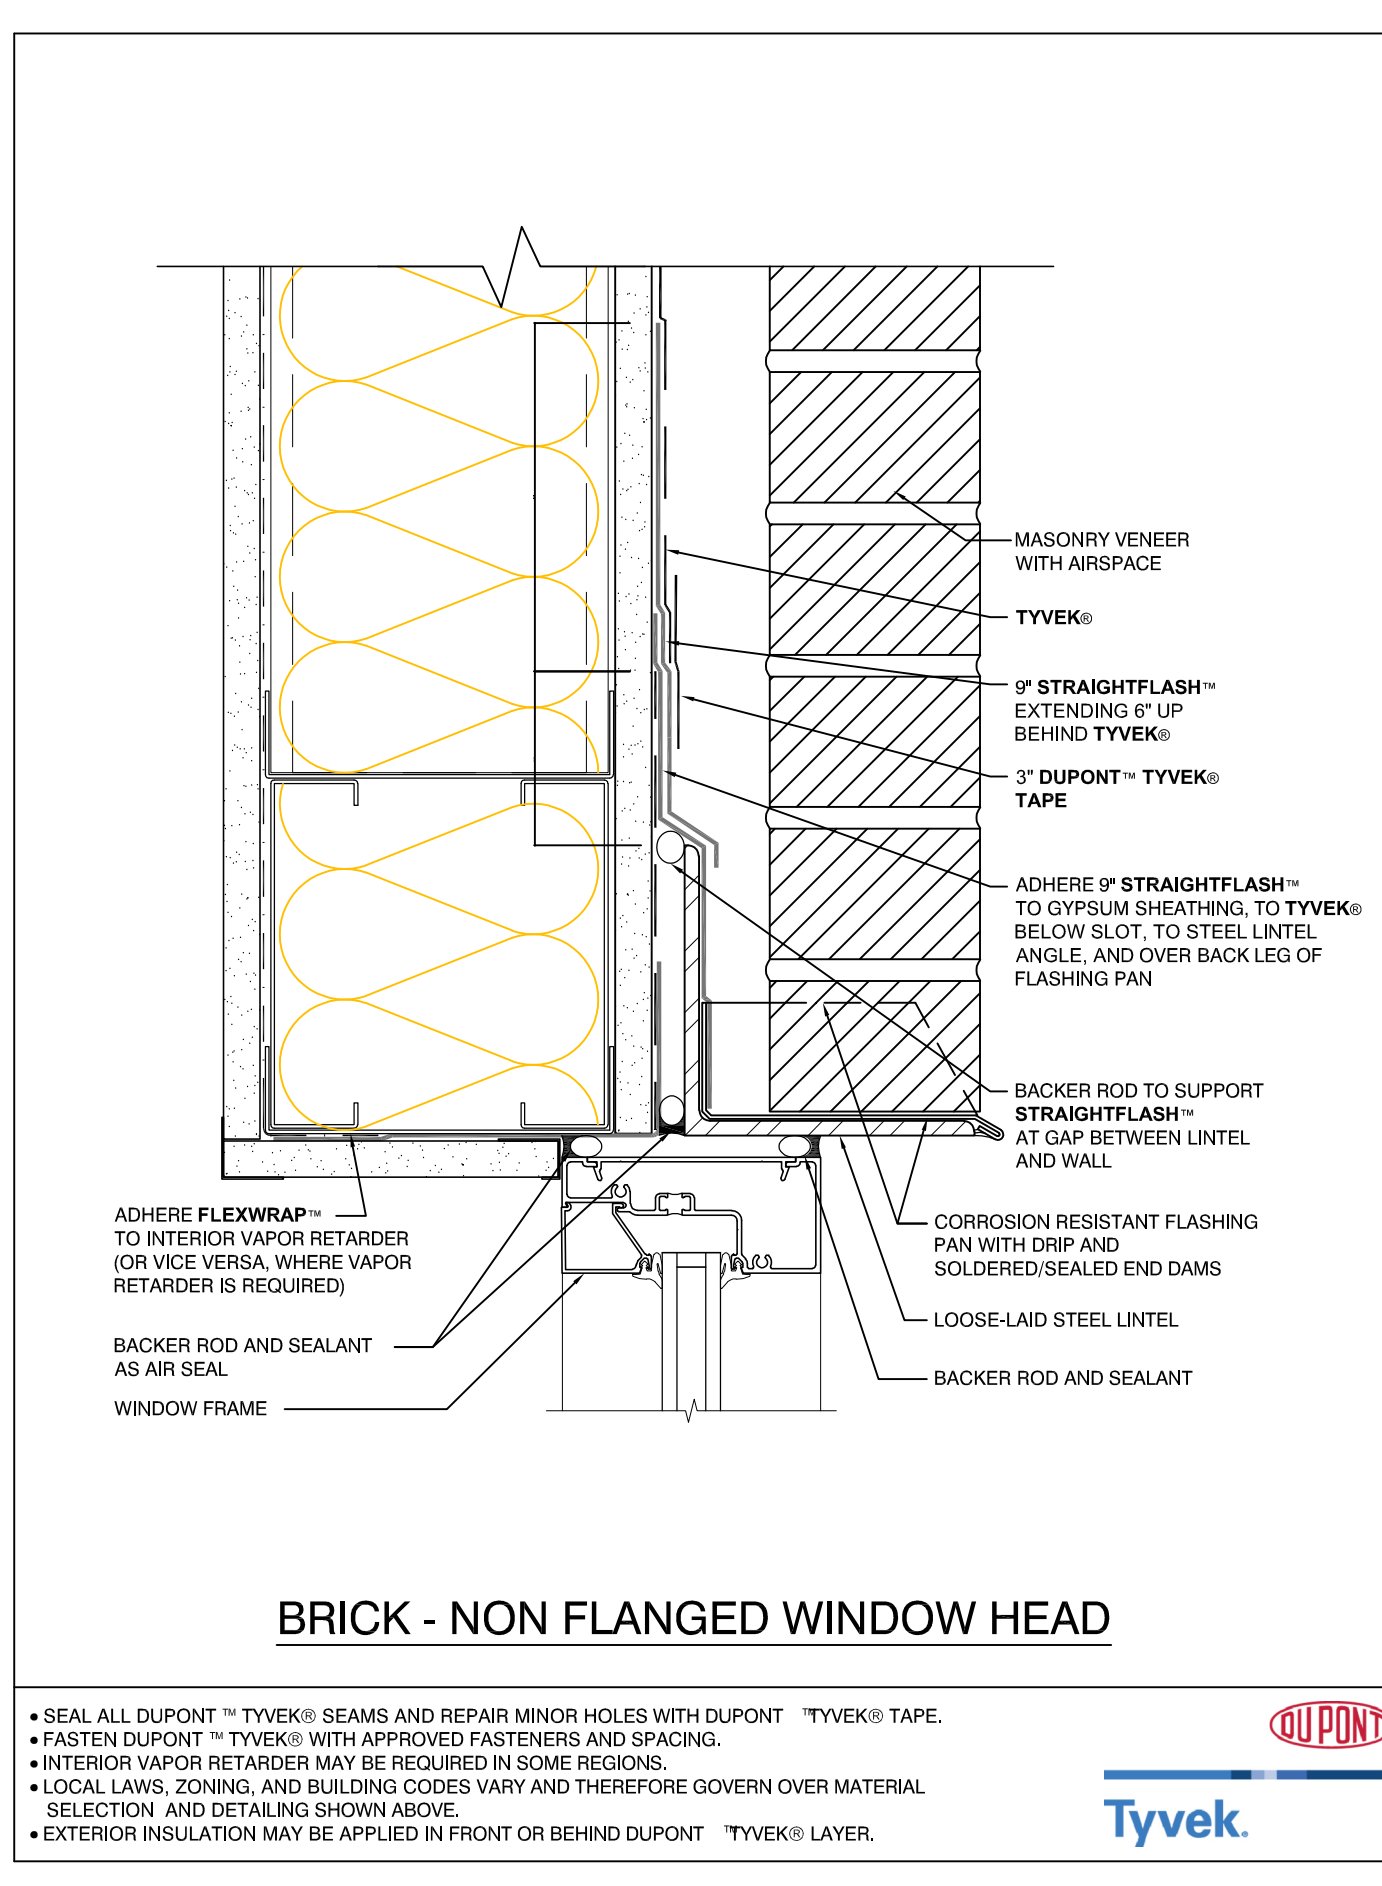 MASONRY VENEER
WITH AIRSPACE
TYVEK®
9" STRAIGHTFLASH™
EXTENDING 6" UP
BEHIND TYVEK®
3" DUPONT™ TYVEK®
TAPE
ADHERE 9" STRAIGHTFLASH™
TO GYPSUM SHEATHING, TO TYVEK®
BELOW SLOT, TO STEEL LINTEL
ANGLE, AND OVER BACK LEG OF
FLASHING PAN
BACKER ROD TO SUPPORT
STRAIGHTFLASH™
AT GAP BETWEEN LINTEL
AND WALL
CORROSION RESISTANT FLASHING
PAN WITH DRIP AND
SOLDERED/SEALED END DAMS
LOOSE-LAID STEEL LINTEL
BACKER ROD AND SEALANT
ADHERE FLEXWRAP™
TO INTERIOR VAPOR RETARDER
(OR VICE VERSA, WHERE VAPOR
RETARDER IS REQUIRED)
BACKER ROD AND SEALANT
AS AIR SEAL
WINDOW FRAME
BRICK - NON FLANGED WINDOW HEAD
• SEAL ALL DUPONT ™ TYVEK® SEAMS AND REPAIR MINOR HOLES WITH DUPONT ™TYVEK® TAPE.
• FASTEN DUPONT ™ TYVEK® WITH APPROVED FASTENERS AND SPACING.
• INTERIOR VAPOR RETARDER MAY BE REQUIRED IN SOME REGIONS.
• LOCAL LAWS, ZONING, AND BUILDING CODES VARY AND THEREFORE GOVERN OVER MATERIAL
SELECTION AND DETAILING SHOWN ABOVE.
• EXTERIOR INSULATION MAY BE APPLIED IN FRONT OR BEHIND DUPONT ™TYVEK® LAYER.
DUPONT
Tyvek.